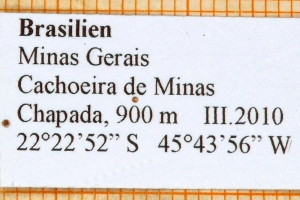 Brasilien
Minas Gerais
Cachoeira de Minas
Chapada, 900 m III.2010
22°22’52” S 45°43’56” W